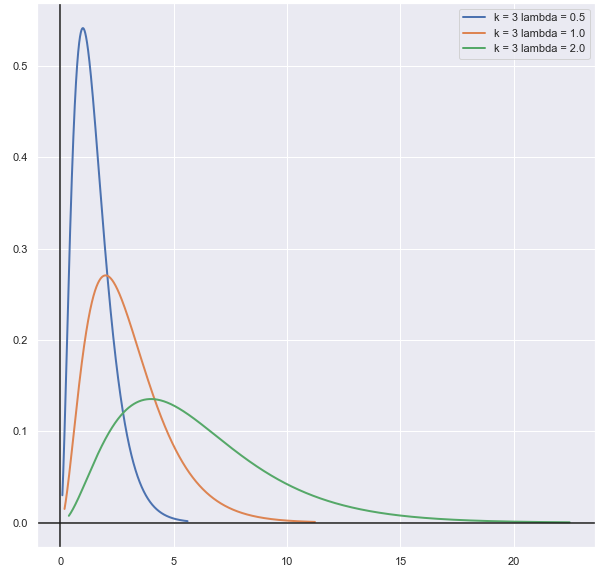 k = 3 lambda = 0.5
k = 3 lambda = 1.0
k = 3 lambda = 2.0
0.5
0.4
0.3
0.2
0.1
0.0
0 5 10 15 20